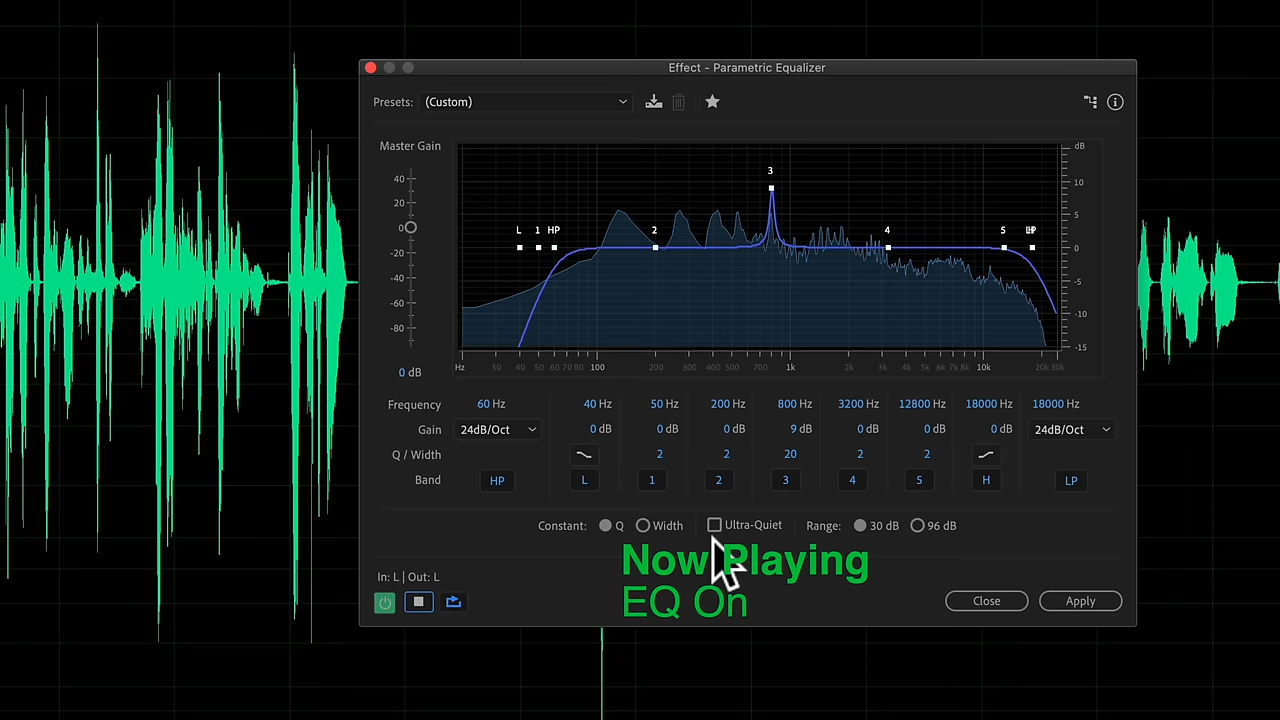 Effect - Parametric Equalizer
Presets: (Custom)
Master Gain
dB
40
20
0
-20
-40
-60
-80
0 dB
3
L 1 HP 2 4 5
10
5
0
-5
-10
-15
Hz 30 40 50 60 70 80 100 200 300 400 500 700 1k 2k 3k 4k 5k 6k 7k 8k 10k 20k 30k
Frequency 60 Hz 40 Hz 50 Hz 200 Hz 800 Hz 3200 Hz 12800 Hz 18000 Hz 18000 Hz
Gain 24dB/Oct 0 dB 0 dB 0 dB 9 dB 0 dB 0 dB 0 dB 24dB/Oct
Q / Width 2 2 20 2 2
Band HP L 1 2 3 4 5 H LP
Constant: Q Width Ultra-Quiet Range: 30 dB 96 dB
Now Playing
In: L | Out: L
EQ On
Close Apply